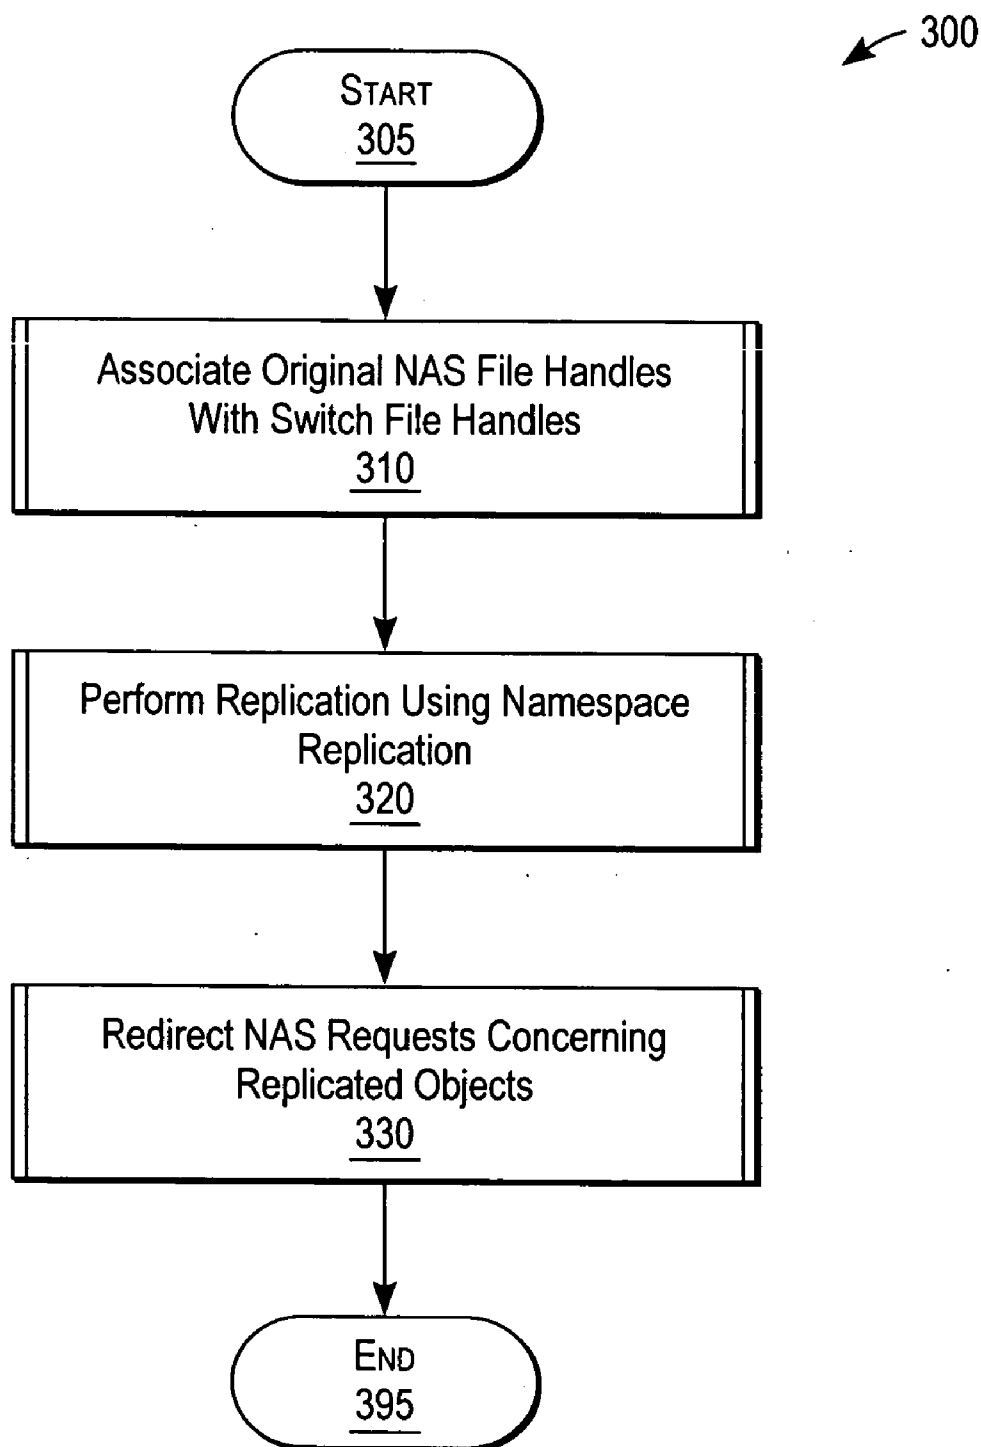 300
START
305
Associate Original NAS File Handles
With Switch File Handles
310
Perform Replication Using Namespace
Replication
320
Redirect NAS Requests Concerning
Replicated Objects
330
END
395